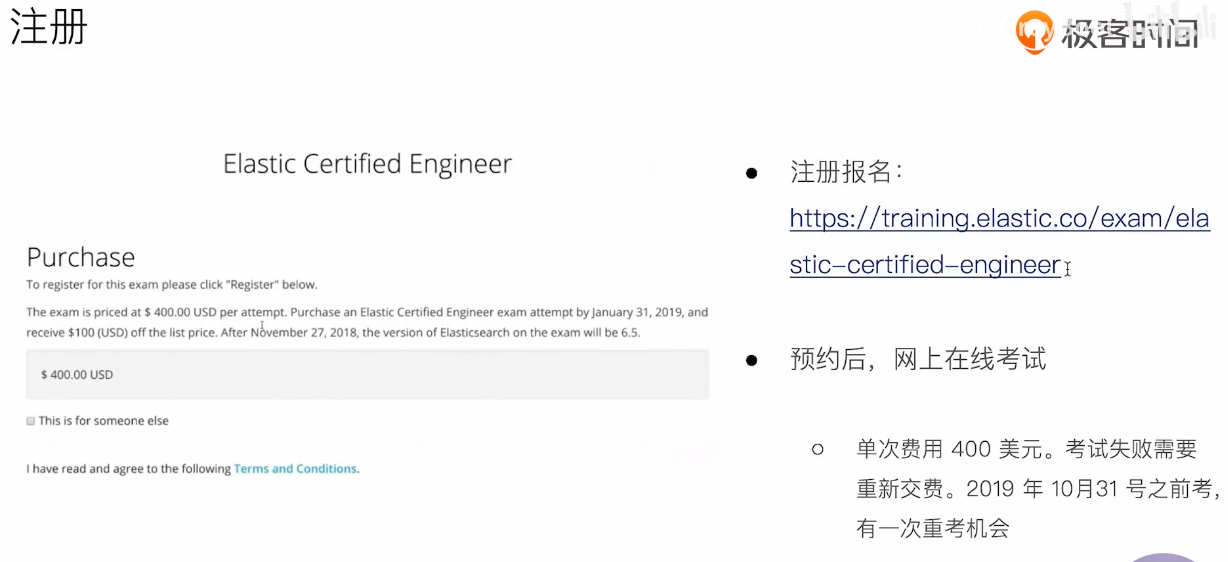 注册
极客时间
Elastic Certified Engineer
Purchase
To register for this exam please click "Register" below.
The exam is priced at $ 400.00 USD per attempt. Purchase an Elastic Certified Engineer exam attempt by January 31, 2019, and
receive $100 (USD) off the list price. After November 27, 2018, the version of Elasticsearch on the exam will be 6.5.
$ 400.00 USD
This is for someone else
I have read and agree to the following Terms and Conditions.
● 注册报名：
https://training.elastic.co/exam/ela
stic-certified-engineer
● 预约后，网上在线考试
○ 单次费用 400 美元。考试失败需要
重新交费。2019 年 10月31 号之前考，
有一次重考机会